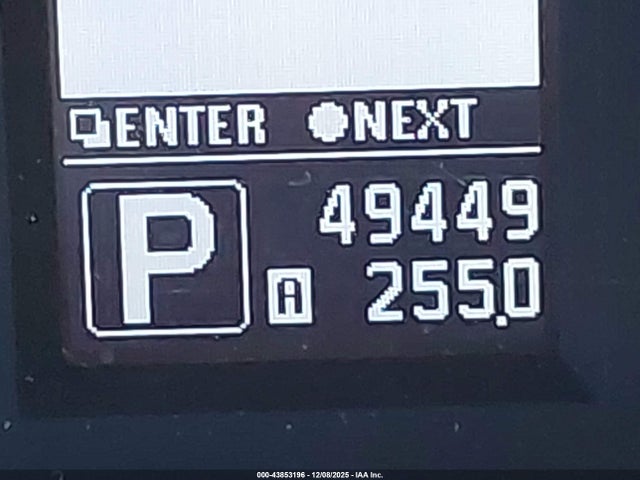 ENTER NEXT
P
49449
A 255.0
000-43853196 - 12/08/2025 - IAA Inc.